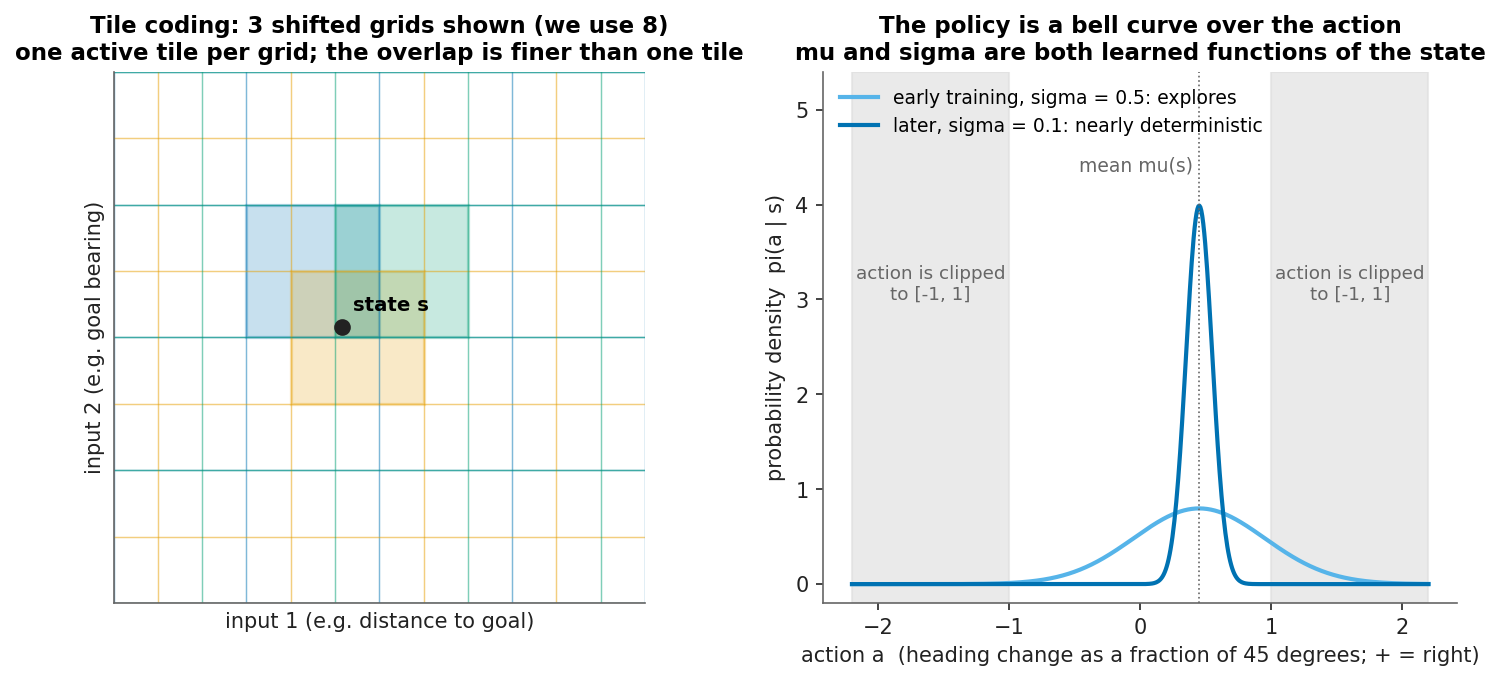 Tile coding: 3 shifted grids shown (we use 8)
one active tile per grid; the overlap is finer than one tile
state s
input 2 (e.g. goal bearing)
input 1 (e.g. distance to goal)
The policy is a bell curve over the action
mu and sigma are both learned functions of the state
early training, sigma = 0.5: explores
later, sigma = 0.1: nearly deterministic
mean mu(s)
action is clipped
to [-1, 1]
action is clipped
to [-1, 1]
probability density pi(a | s)
5
4
3
2
1
0
−2
−1
0
1
2
action a (heading change as a fraction of 45 degrees; + = right)